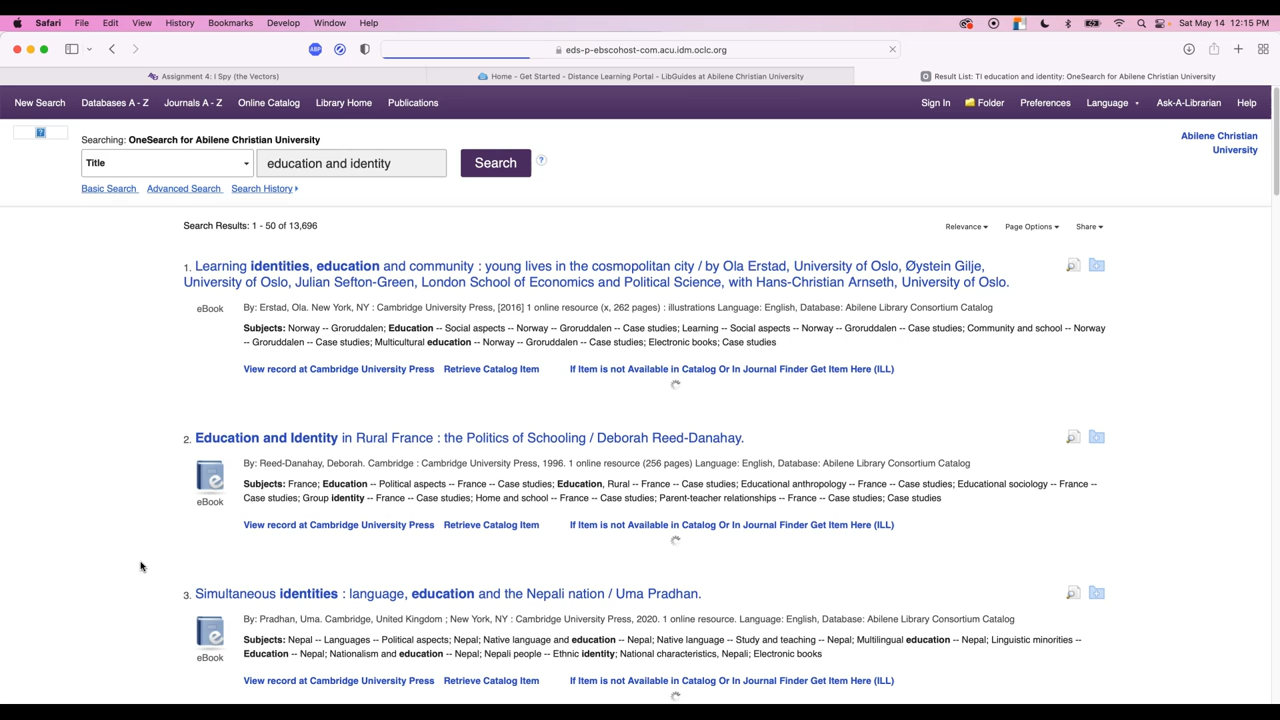 Safari File Edit View History Bookmarks Develop Window Help Sat May 14 12:15 PM
ABP eds-p-ebscohost-com.acu.idm.oclc.org
Assignment 4: I Spy (the Vectors) Home - Get Started - Distance Learning Portal - LibGuides at Abilene Christian University Result List: TI education and identity: OneSearch for Abilene Christian University
New Search Databases A - Z Journals A - Z Online Catalog Library Home Publications Sign In Folder Preferences Language Ask-A-Librarian Help
Searching: OneSearch for Abilene Christian University
Abilene Christian
University
Title education and identity Search ?
Basic Search Advanced Search Search History
Search Results: 1 - 50 of 13,696 Relevance Page Options Share
1. Learning identities, education and community : young lives in the cosmopolitan city / by Ola Erstad, University of Oslo, Øystein Gilje,
University of Oslo, Julian Sefton-Green, London School of Economics and Political Science, with Hans-Christian Arnseth, University of Oslo.
eBook By: Erstad, Ola. New York, NY : Cambridge University Press, [2016] 1 online resource (x, 262 pages) : illustrations Language: English, Database: Abilene Library Consortium Catalog
Subjects: Norway -- Groruddalen; Education -- Social aspects -- Norway -- Groruddalen -- Case studies; Learning -- Social aspects -- Norway -- Groruddalen -- Case studies; Community and school -- Norway
-- Groruddalen -- Case studies; Multicultural education -- Norway -- Groruddalen -- Case studies; Electronic books; Case studies
View record at Cambridge University Press Retrieve Catalog Item If Item is not Available in Catalog Or In Journal Finder Get Item Here (ILL)
2. Education and Identity in Rural France : the Politics of Schooling / Deborah Reed-Danahay.
By: Reed-Danahay, Deborah. Cambridge : Cambridge University Press, 1996. 1 online resource (256 pages) Language: English, Database: Abilene Library Consortium Catalog
Subjects: France; Education -- Political aspects -- France -- Case studies; Education, Rural -- France -- Case studies; Educational anthropology -- France -- Case studies; Educational sociology -- France --
Case studies; Group identity -- France -- Case studies; Home and school -- France -- Case studies; Parent-teacher relationships -- France -- Case studies; Case studies
eBook
View record at Cambridge University Press Retrieve Catalog Item If Item is not Available in Catalog Or In Journal Finder Get Item Here (ILL)
3. Simultaneous identities : language, education and the Nepali nation / Uma Pradhan.
By: Pradhan, Uma. Cambridge, United Kingdom ; New York, NY : Cambridge University Press, 2020. 1 online resource. Language: English, Database: Abilene Library Consortium Catalog
Subjects: Nepal -- Languages -- Political aspects; Nepal; Native language and education -- Nepal; Native language -- Study and teaching -- Nepal; Multilingual education -- Nepal; Linguistic minorities --
Education -- Nepal; Nationalism and education -- Nepal; Nepali people -- Ethnic identity; National characteristics, Nepali; Electronic books
eBook
View record at Cambridge University Press Retrieve Catalog Item If Item is not Available in Catalog Or In Journal Finder Get Item Here (ILL)